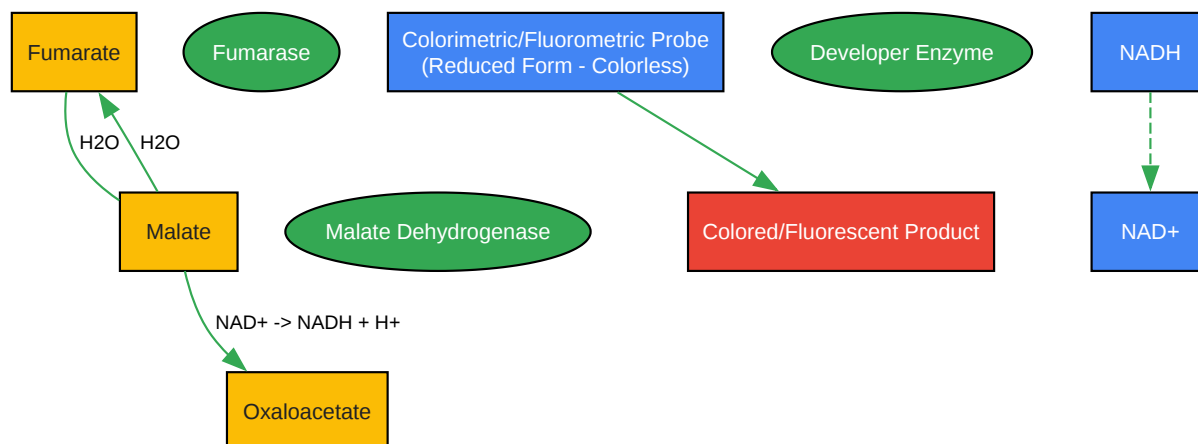 Fumarate
Fumarase
Colorimetric/Fluorometric Probe
(Reduced Form - Colorless)
Developer Enzyme
NADH
H2O
H2O
Malate
Malate Dehydrogenase
Colored/Fluorescent Product
NAD+
NAD+ -> NADH + H+
Oxaloacetate